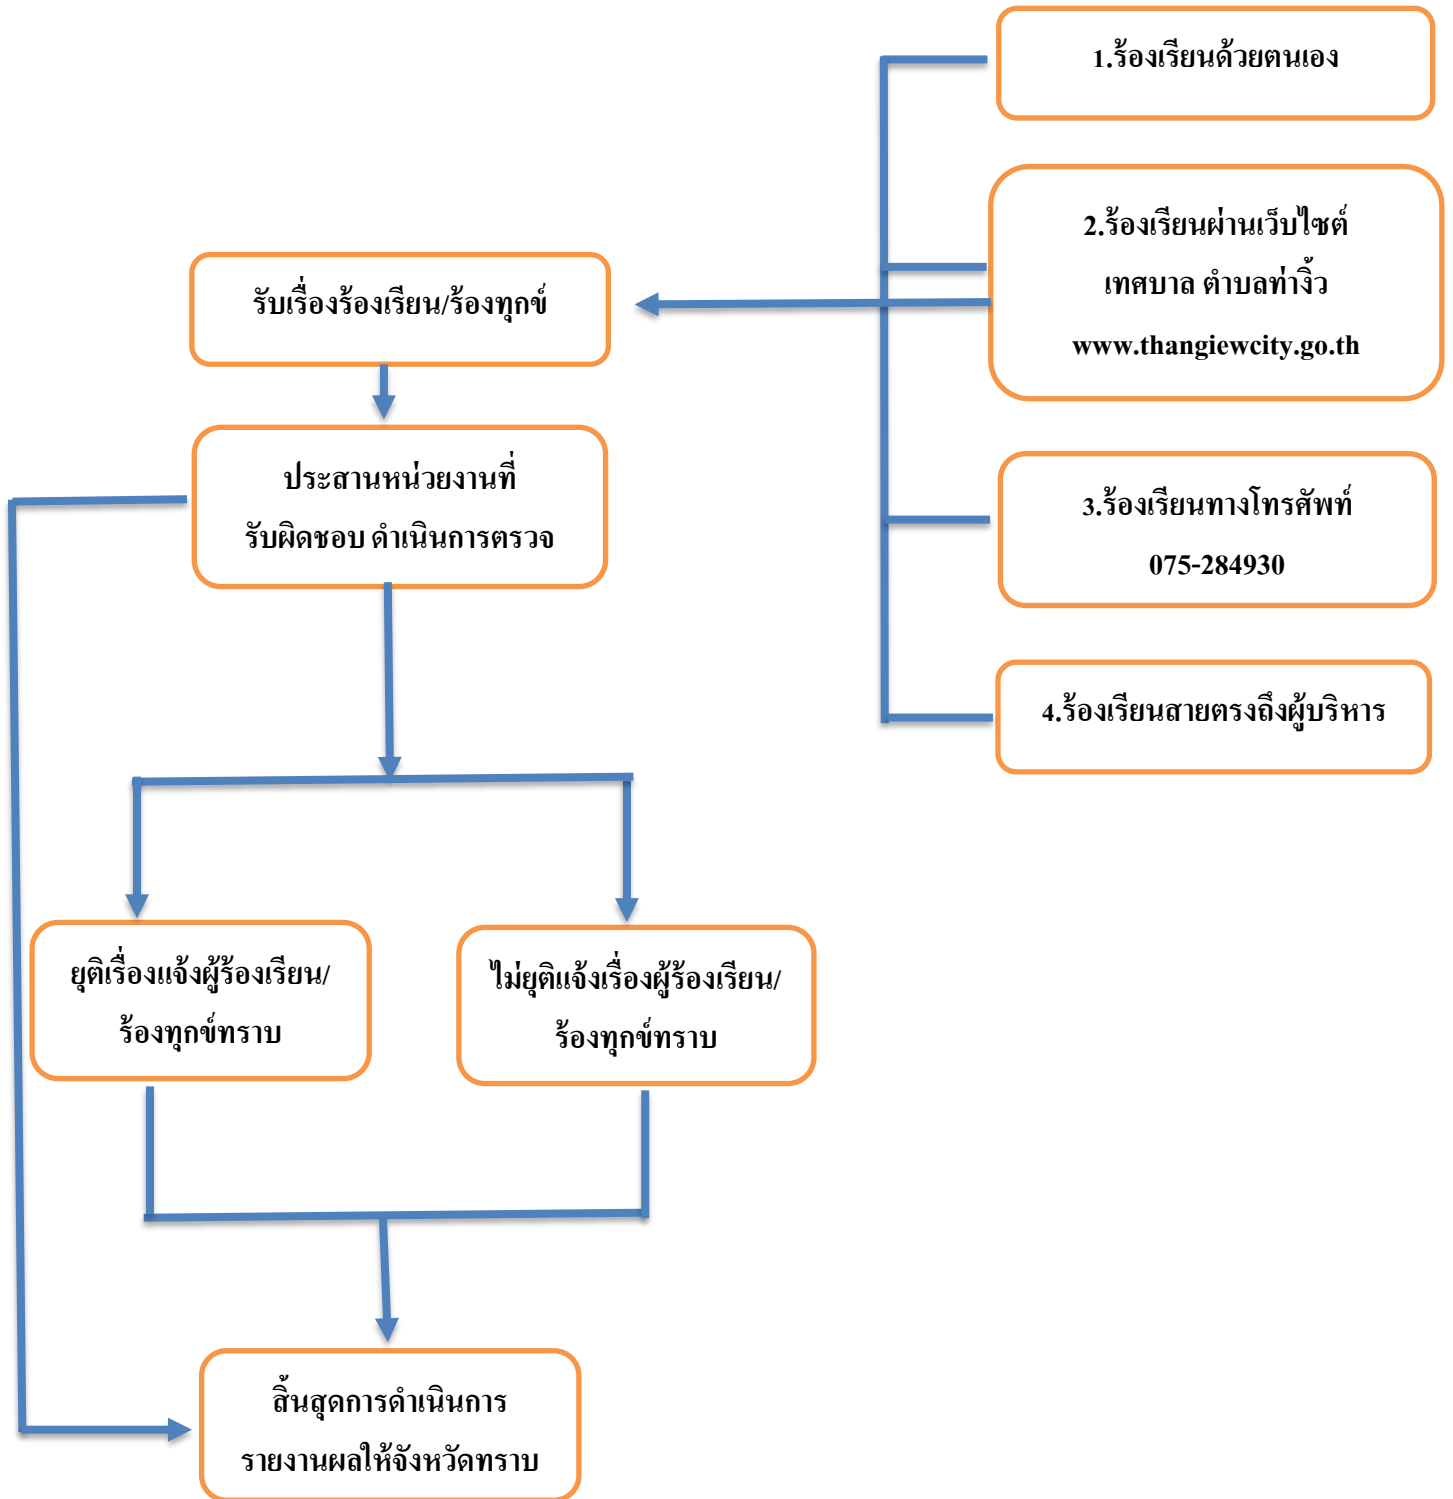 1.ร้องเรียนด้วยตนเอง
2.ร้องเรียนผ่านเว็บไซต์
เทศบาล ตำบลท่างิ้ว
www.thangiewcity.go.th
3.ร้องเรียนทางโทรศัพท์
075-284930
4.ร้องเรียนสายตรงถึงผู้บริหาร
รับเรื่องร้องเรียน/ร้องทุกข์
ประสานหน่วยงานที่
รับผิดชอบ ดำเนินการตรวจ
ยุติเรื่องแจ้งผู้ร้องเรียน/
ร้องทุกข์ทราบ
ไม่ยุติแจ้งเรื่องผู้ร้องเรียน/
ร้องทุกข์ทราบ
สิ้นสุดการดำเนินการ
รายงานผลให้จังหวัดทราบ